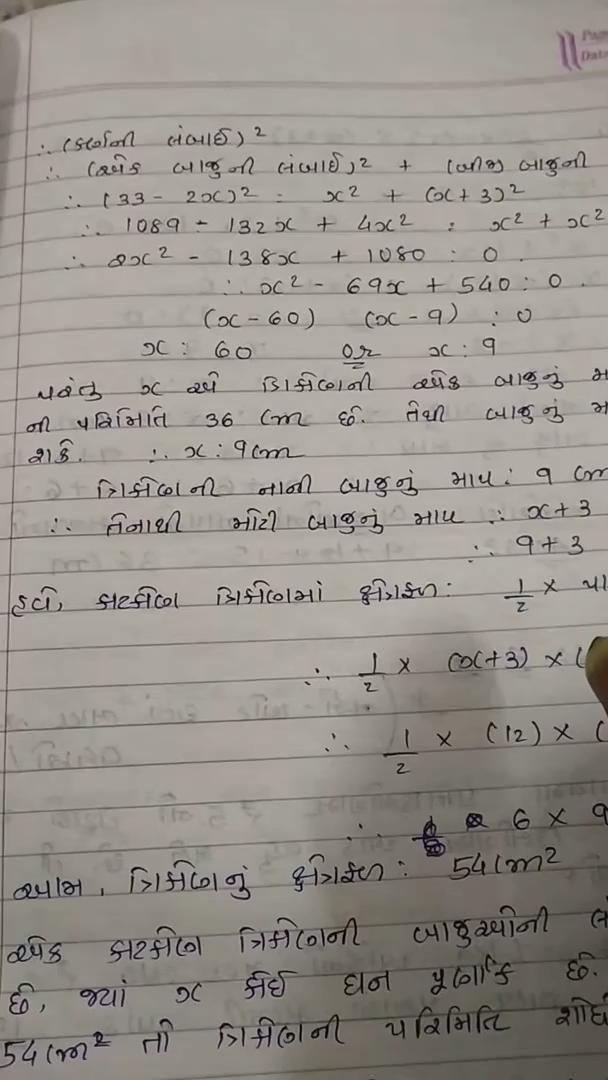 Pag
Date
∴ (કર્ણની લંબાઈ)²
∴ (એક બાજુની લંબાઈ)² + (બીજી બાજુની
∴ (33 - 2x)² : x² + (x+3)²
∴ 1089 - 132x + 4x² : x² + x²
∴ 2x² - 138x + 1080 : 0.
∴ x² - 69x + 540 : 0.
(x - 60) (x - 9) : 0
x : 60 or x : 9
પરંતુ x એ ત્રિકોણની એક બાજુનું મ
ની પરિમિતિ 36 cm છે. તેથી બાજુનું મ
શકે. ∴ x : 9cm
ત્રિકોણની નાની બાજુનું માપ : 9 cm
∴ તેનાથી મોટી બાજુનું માપ ∴ x+3
∴ 9+3
હવે, કાટકોણ ત્રિકોણમાં ક્ષેત્રફળ : 1/2 × પા
∴ 1/2 × (x+3) × (
∴ 1/2 × (12) × (
∴ 6 × 9
આમ, ત્રિકોણનું ક્ષેત્રફળ : 54cm²
એક કાટકોણ ત્રિકોણની બાજુઓની લં
છે, જ્યાં x કોઈ ધન પૂર્ણાંક છે.
54cm² તો ત્રિકોણની પરિમિતિ શોધો